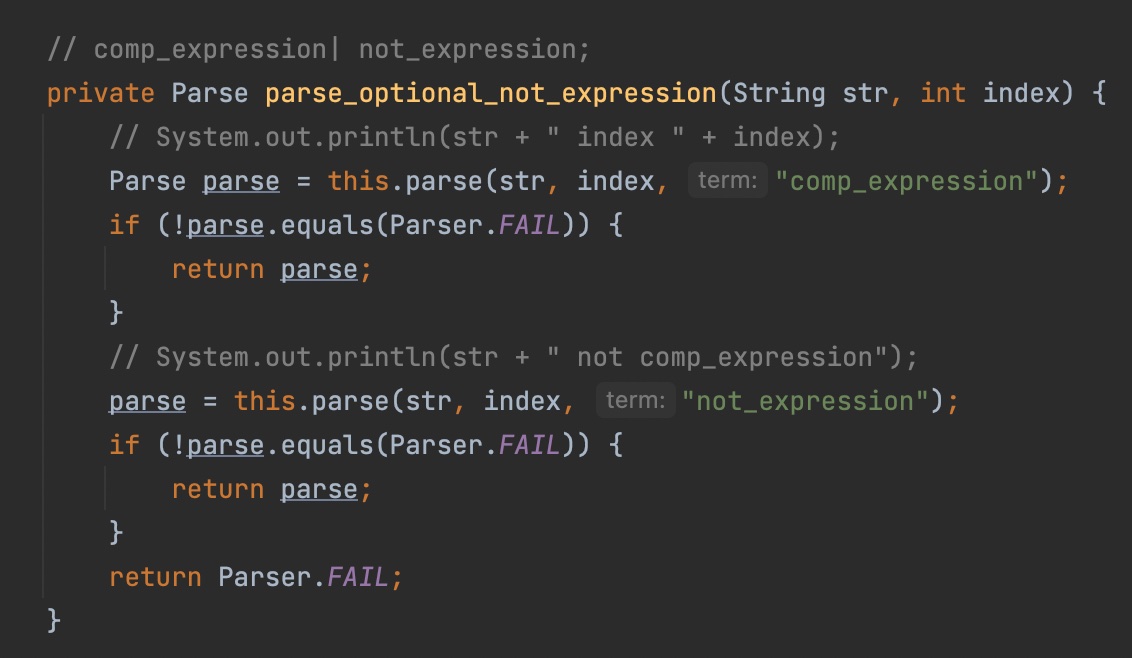 // comp_expression| not_expression;
private Parse parse_optional_not_expression(String str, int index) {
// System.out.println(str + " index " + index);
Parse parse = this.parse(str, index, term: "comp_expression");
if (!parse.equals(Parser.FAIL)) {
return parse;
}
// System.out.println(str + " not comp_expression");
parse = this.parse(str, index, term: "not_expression");
if (!parse.equals(Parser.FAIL)) {
return parse;
}
return Parser.FAIL;
}